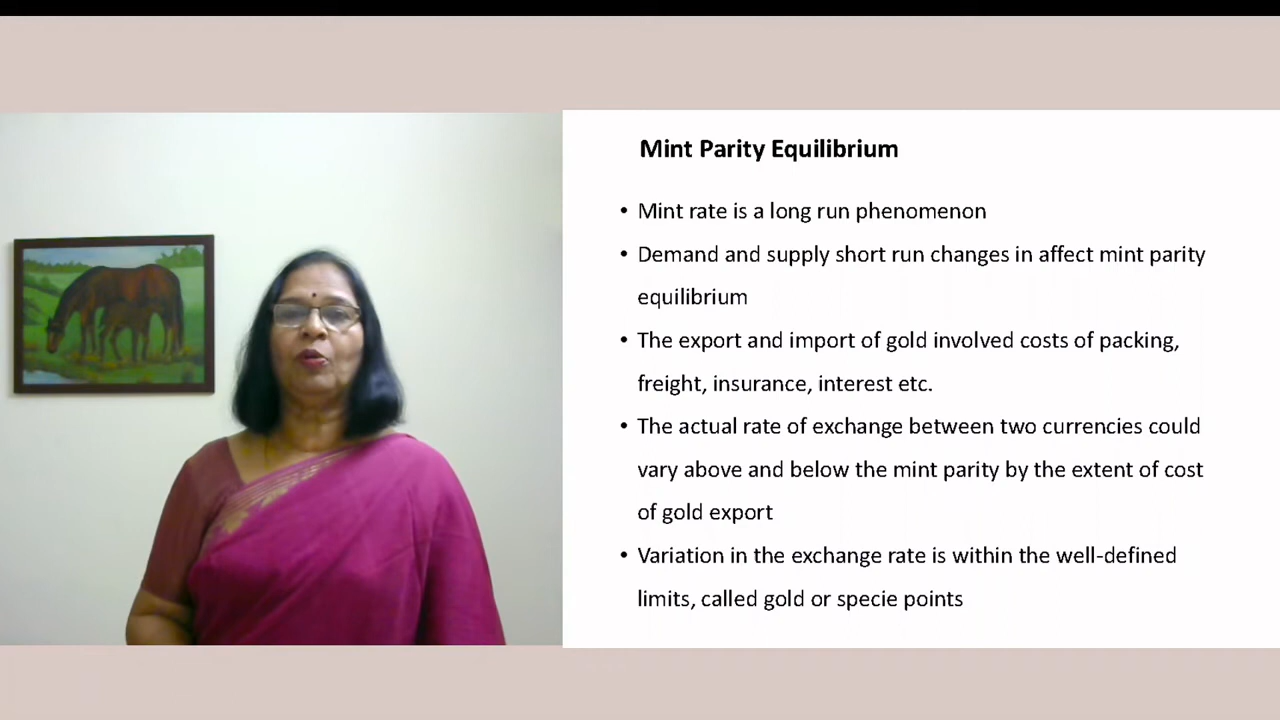 Mint Parity Equilibrium
• Mint rate is a long run phenomenon
• Demand and supply short run changes in affect mint parity
equilibrium
• The export and import of gold involved costs of packing,
freight, insurance, interest etc.
• The actual rate of exchange between two currencies could
vary above and below the mint parity by the extent of cost
of gold export
• Variation in the exchange rate is within the well-defined
limits, called gold or specie points